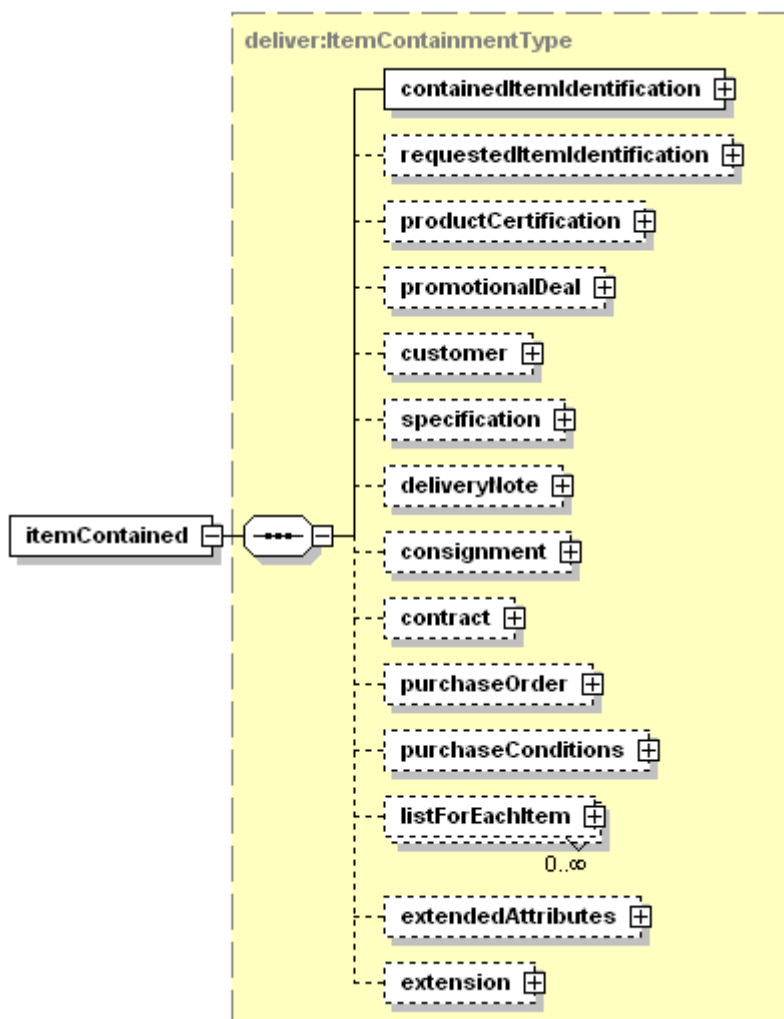 deliver:ItemContainmentType
containedItemIdentification
requestedItemIdentification
productCertification
promotionalDeal
customer
specification
deliveryNote
itemContained
consignment
contract
purchaseOrder
purchaseConditions
listForEachItem
0..∞
extendedAttributes
extension